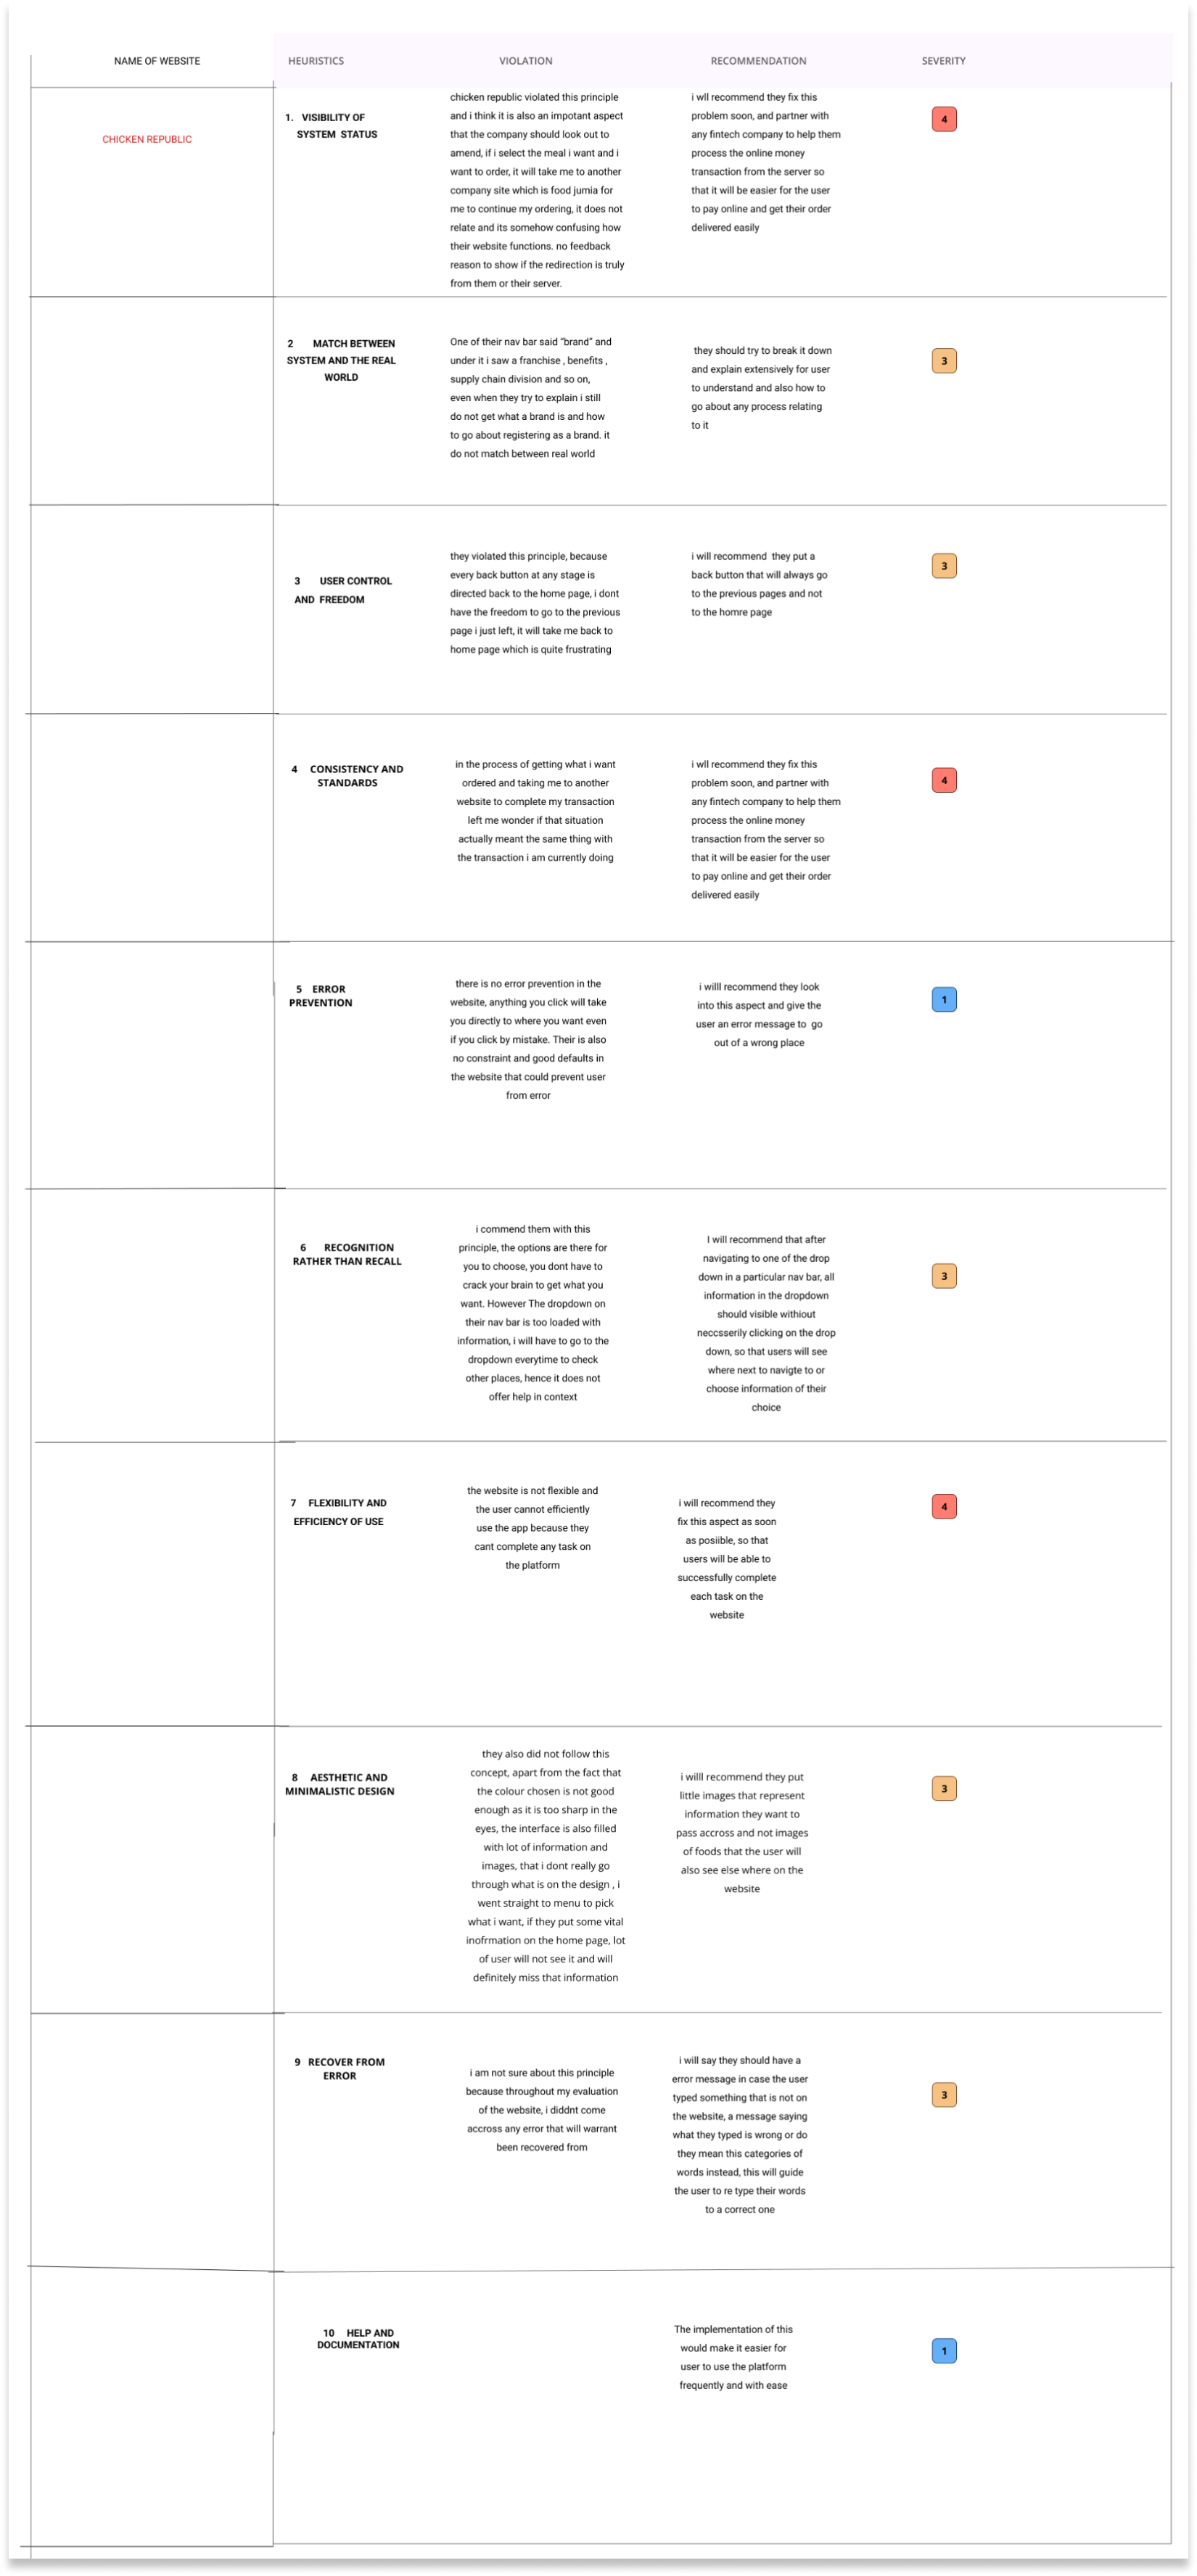 NAME OF WEBSITE
HEURISTICS
VIOLATION
RECOMMENDATION
SEVERITY
CHICKEN REPUBLIC
1. VISIBILITY OF
SYSTEM STATUS
chicken republic violated this principle
and i think it is also an impotant aspect
that the company should look out to
amend, if i select the meal i want and i
want to order, it will take me to another
company site which is food jumia for
me to continue my ordering, it does not
relate and its somehow confusing how
their website functions. no feedback
reason to show if the redirection is truly
from them or their server.
i wll recommend they fix this
problem soon, and partner with
any fintech company to help them
process the online money
transaction from the server so
that it will be easier for the user
to pay online and get their order
delivered easily
4
2 MATCH BETWEEN
SYSTEM AND THE REAL
WORLD
One of their nav bar said “brand” and
under it i saw a franchise , benefits ,
supply chain division and so on,
even when they try to explain i still
do not get what a brand is and how
to go about registering as a brand. it
do not match between real world
they should try to break it down
and explain extensively for user
to understand and also how to
go about any process relating
to it
3
3 USER CONTROL
AND FREEDOM
they violated this principle, because
every back button at any stage is
directed back to the home page, i dont
have the freedom to go to the previous
page i just left, it will take me back to
home page which is quite frustrating
i will recommend they put a
back button that will always go
to the previous pages and not
to the homre page
3
4 CONSISTENCY AND
STANDARDS
in the process of getting what i want
ordered and taking me to another
website to complete my transaction
left me wonder if that situation
actually meant the same thing with
the transaction i am currently doing
i wll recommend they fix this
problem soon, and partner with
any fintech company to help them
process the online money
transaction from the server so
that it will be easier for the user
to pay online and get their order
delivered easily
4
5 ERROR
PREVENTION
there is no error prevention in the
website, anything you click will take
you directly to where you want even
if you click by mistake. Their is also
no constraint and good defaults in
the website that could prevent user
from error
i willl recommend they look
into this aspect and give the
user an error message to go
out of a wrong place
1
6 RECOGNITION
RATHER THAN RECALL
i commend them with this
principle, the options are there for
you to choose, you dont have to
crack your brain to get what you
want. However The dropdown on
their nav bar is too loaded with
information, i will have to go to the
dropdown everytime to check
other places, hence it does not
offer help in context
I will recommend that after
navigating to one of the drop
down in a particular nav bar, all
information in the dropdown
should visible withiout
neccsserily clicking on the drop
down, so that users will see
where next to navigte to or
choose information of their
choice
3
7 FLEXIBILITY AND
EFFICIENCY OF USE
the website is not flexible and
the user cannot efficiently
use the app because they
cant complete any task on
the platform
i will recommend they
fix this aspect as soon
as posiible, so that
users will be able to
successfully complete
each task on the
website
4
8 AESTHETIC AND
MINIMALISTIC DESIGN
they also did not follow this
concept, apart from the fact that
the colour chosen is not good
enough as it is too sharp in the
eyes, the interface is also filled
with lot of information and
images, that i dont really go
through what is on the design , i
went straight to menu to pick
what i want, if they put some vital
inofrmation on the home page, lot
of user will not see it and will
definitely miss that information
i willl recommend they put
little images that represent
information they want to
pass accross and not images
of foods that the user will
also see else where on the
website
3
9 RECOVER FROM
ERROR
i am not sure about this principle
because throughout my evaluation
of the website, i diddnt come
accross any error that will warrant
been recovered from
i will say they should have a
error message in case the user
typed something that is not on
the website, a message saying
what they typed is wrong or do
they mean this categories of
words instead, this will guide
the user to re type their words
to a correct one
3
10 HELP AND
DOCUMENTATION
The implementation of this
would make it easier for
user to use the platform
frequently and with ease
1